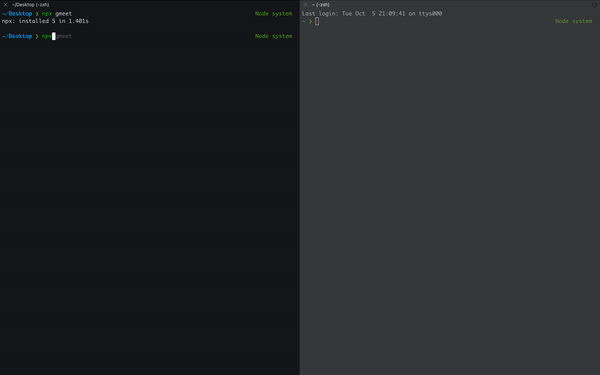 ~/Desktop (-zsh)
~/Desktop ❯ npx gmeet Node system
npx: installed 5 in 1.401s
~/Desktop ❯ npx gmeet Node system
~ (-zsh)
Last login: Tue Oct  5 21:09:41 on ttys000
~ ❯ Node system